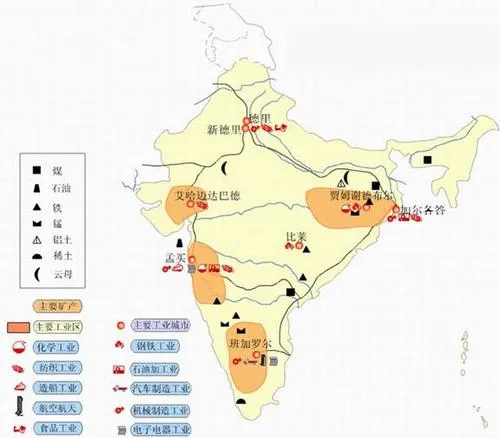 德里
新德里
艾哈迈达巴德
贾姆谢德布尔
加尔各答
比莱
孟买
班加罗尔
煤
石油
铁
锰
铝土
稀土
云母
主要矿产
主要工业区
主要工业城市
化学工业
钢铁工业
纺织工业
石油加工业
造船工业
汽车制造工业
航空航天
机械制造工业
食品工业
电子电器工业